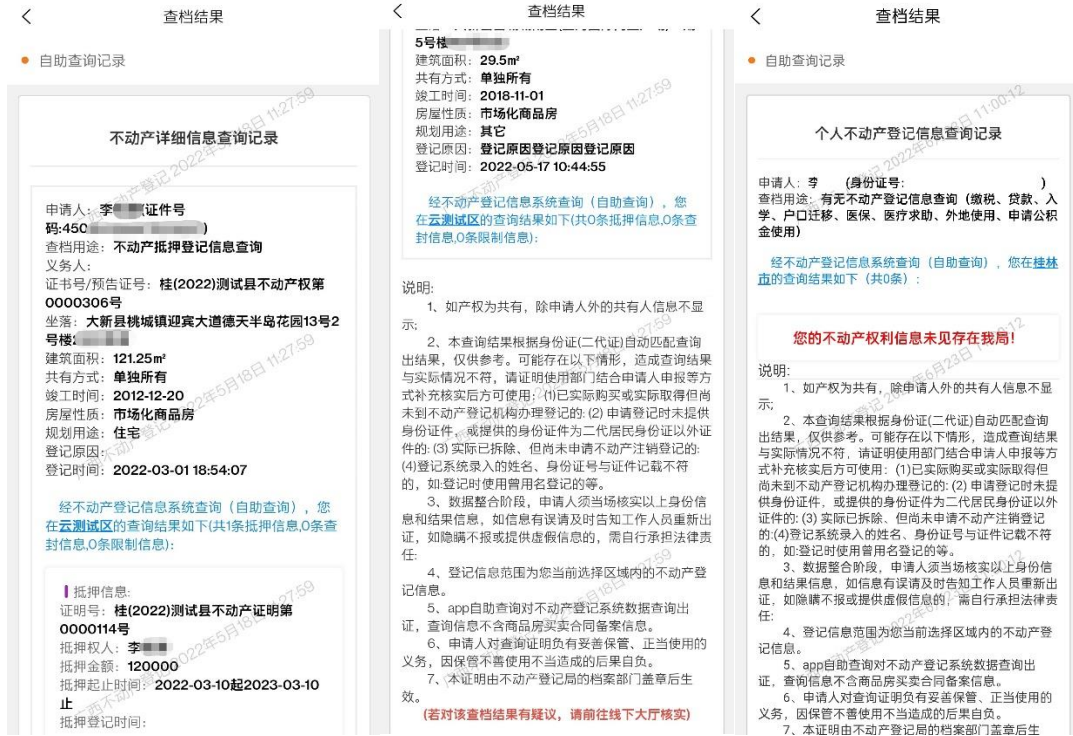 查档结果
自助查询记录
不动产详细信息查询记录
申请人：李 (证件号
码:450 )
查档用途：不动产抵押登记信息查询
义务人：
证书号/预告证号：桂(2022)测试县不动产权第
0000306号
坐落：大新县桃城镇迎宾大道德天半岛花园13号2
号楼
建筑面积：121.25㎡
共有方式：单独所有
竣工时间：2012-12-20
房屋性质：市场化商品房
规划用途：住宅
登记原因：
登记时间：2022-03-01 18:54:07
经不动产登记信息系统查询（自助查询），您
在云测试区的查询结果如下(共1条抵押信息,0条查
封信息,0条限制信息)：
抵押信息:
证明号：桂(2022)测试县不动产证明第
0000114号
抵押权人：李
抵押金额：120000
抵押起止时间：2022-03-10起2023-03-10
止
抵押登记时间：
西不动产登记 2022年5月18日 11:27:59
查档结果
5号楼
建筑面积：29.5㎡
共有方式：单独所有
竣工时间：2018-11-01
房屋性质：市场化商品房
规划用途：其它
登记原因：登记原因登记原因登记原因
登记时间：2022-05-17 10:44:55
经不动产登记信息系统查询（自助查询），您
在云测试区的查询结果如下(共0条抵押信息,0条查
封信息,0条限制信息)：
说明:
1、如产权为共有，除申请人外的共有人信息不显
示;
2、本查询结果根据身份证(二代证)自动匹配查询
出结果，仅供参考。可能存在以下情形，造成查询结果
与实际情况不符，请证明使用部门结合申请人申报等方
式补充核实后方可使用：(1)已实际购买或实际取得但尚
未到不动产登记机构办理登记的: (2) 申请登记时未提供
身份证件，或提供的身份证件为二代居民身份证以外证
件的: (3) 实际已拆除、但尚未申请不动产注销登记的:
(4)登记系统录入的姓名、身份证号与证件记载不符
的，如:登记时使用曾用名登记的等。
3、数据整合阶段，申请人须当场核实以上身份信
息和结果信息，如信息有误请及时告知工作人员重新出
证，如隐瞒不报或提供虚假信息的，需自行承担法律责
任:
4、登记信息范围为您当前选择区域内的不动产登
记信息。
5、app自助查询对不动产登记系统数据查询出
证，查询信息不含商品房买卖合同备案信息。
6、申请人对查询证明负有妥善保管、正当使用的
义务，因保管不善使用不当造成的后果自负。
7、本证明由不动产登记局的档案部门盖章后生
效。
(若对该查档结果有疑议，请前往线下大厅核实)
查档结果
自助查询记录
个人不动产登记信息查询记录
申请人：李 (身份证号： )
查档用途：有无不动产登记信息查询（缴税、贷款、入
学、户口迁移、医保、医疗求助、外地使用、申请公积
金使用）
经不动产登记信息系统查询（自助查询），您在桂林
市的查询结果如下（共0条）：
您的不动产权利信息未见存在我局！
说明:
1、如产权为共有，除申请人外的共有人信息不显
示;
2、本查询结果根据身份证(二代证)自动匹配查询
出结果，仅供参考。可能存在以下情形，造成查询结果
与实际情况不符，请证明使用部门结合申请人申报等方
式补充核实后方可使用：(1)已实际购买或实际取得但
尚未到不动产登记机构办理登记的: (2) 申请登记时未提
供身份证件，或提供的身份证件为二代居民身份证以外
证件的: (3) 实际已拆除、但尚未申请不动产注销登记
的:(4)登记系统录入的姓名、身份证号与证件记载不符
的，如:登记时使用曾用名登记的等。
3、数据整合阶段，申请人须当场核实以上身份信
息和结果信息，如信息有误请及时告知工作人员重新出
证，如隐瞒不报或提供虚假信息的，需自行承担法律责
任:
4、登记信息范围为您当前选择区域内的不动产登
记信息。
5、app自助查询对不动产登记系统数据查询出
证，查询信息不含商品房买卖合同备案信息。
6、申请人对查询证明负有妥善保管、正当使用的
义务，因保管不善使用不当造成的后果自负。
7、本证明由不动产登记局的档案部门盖章后生